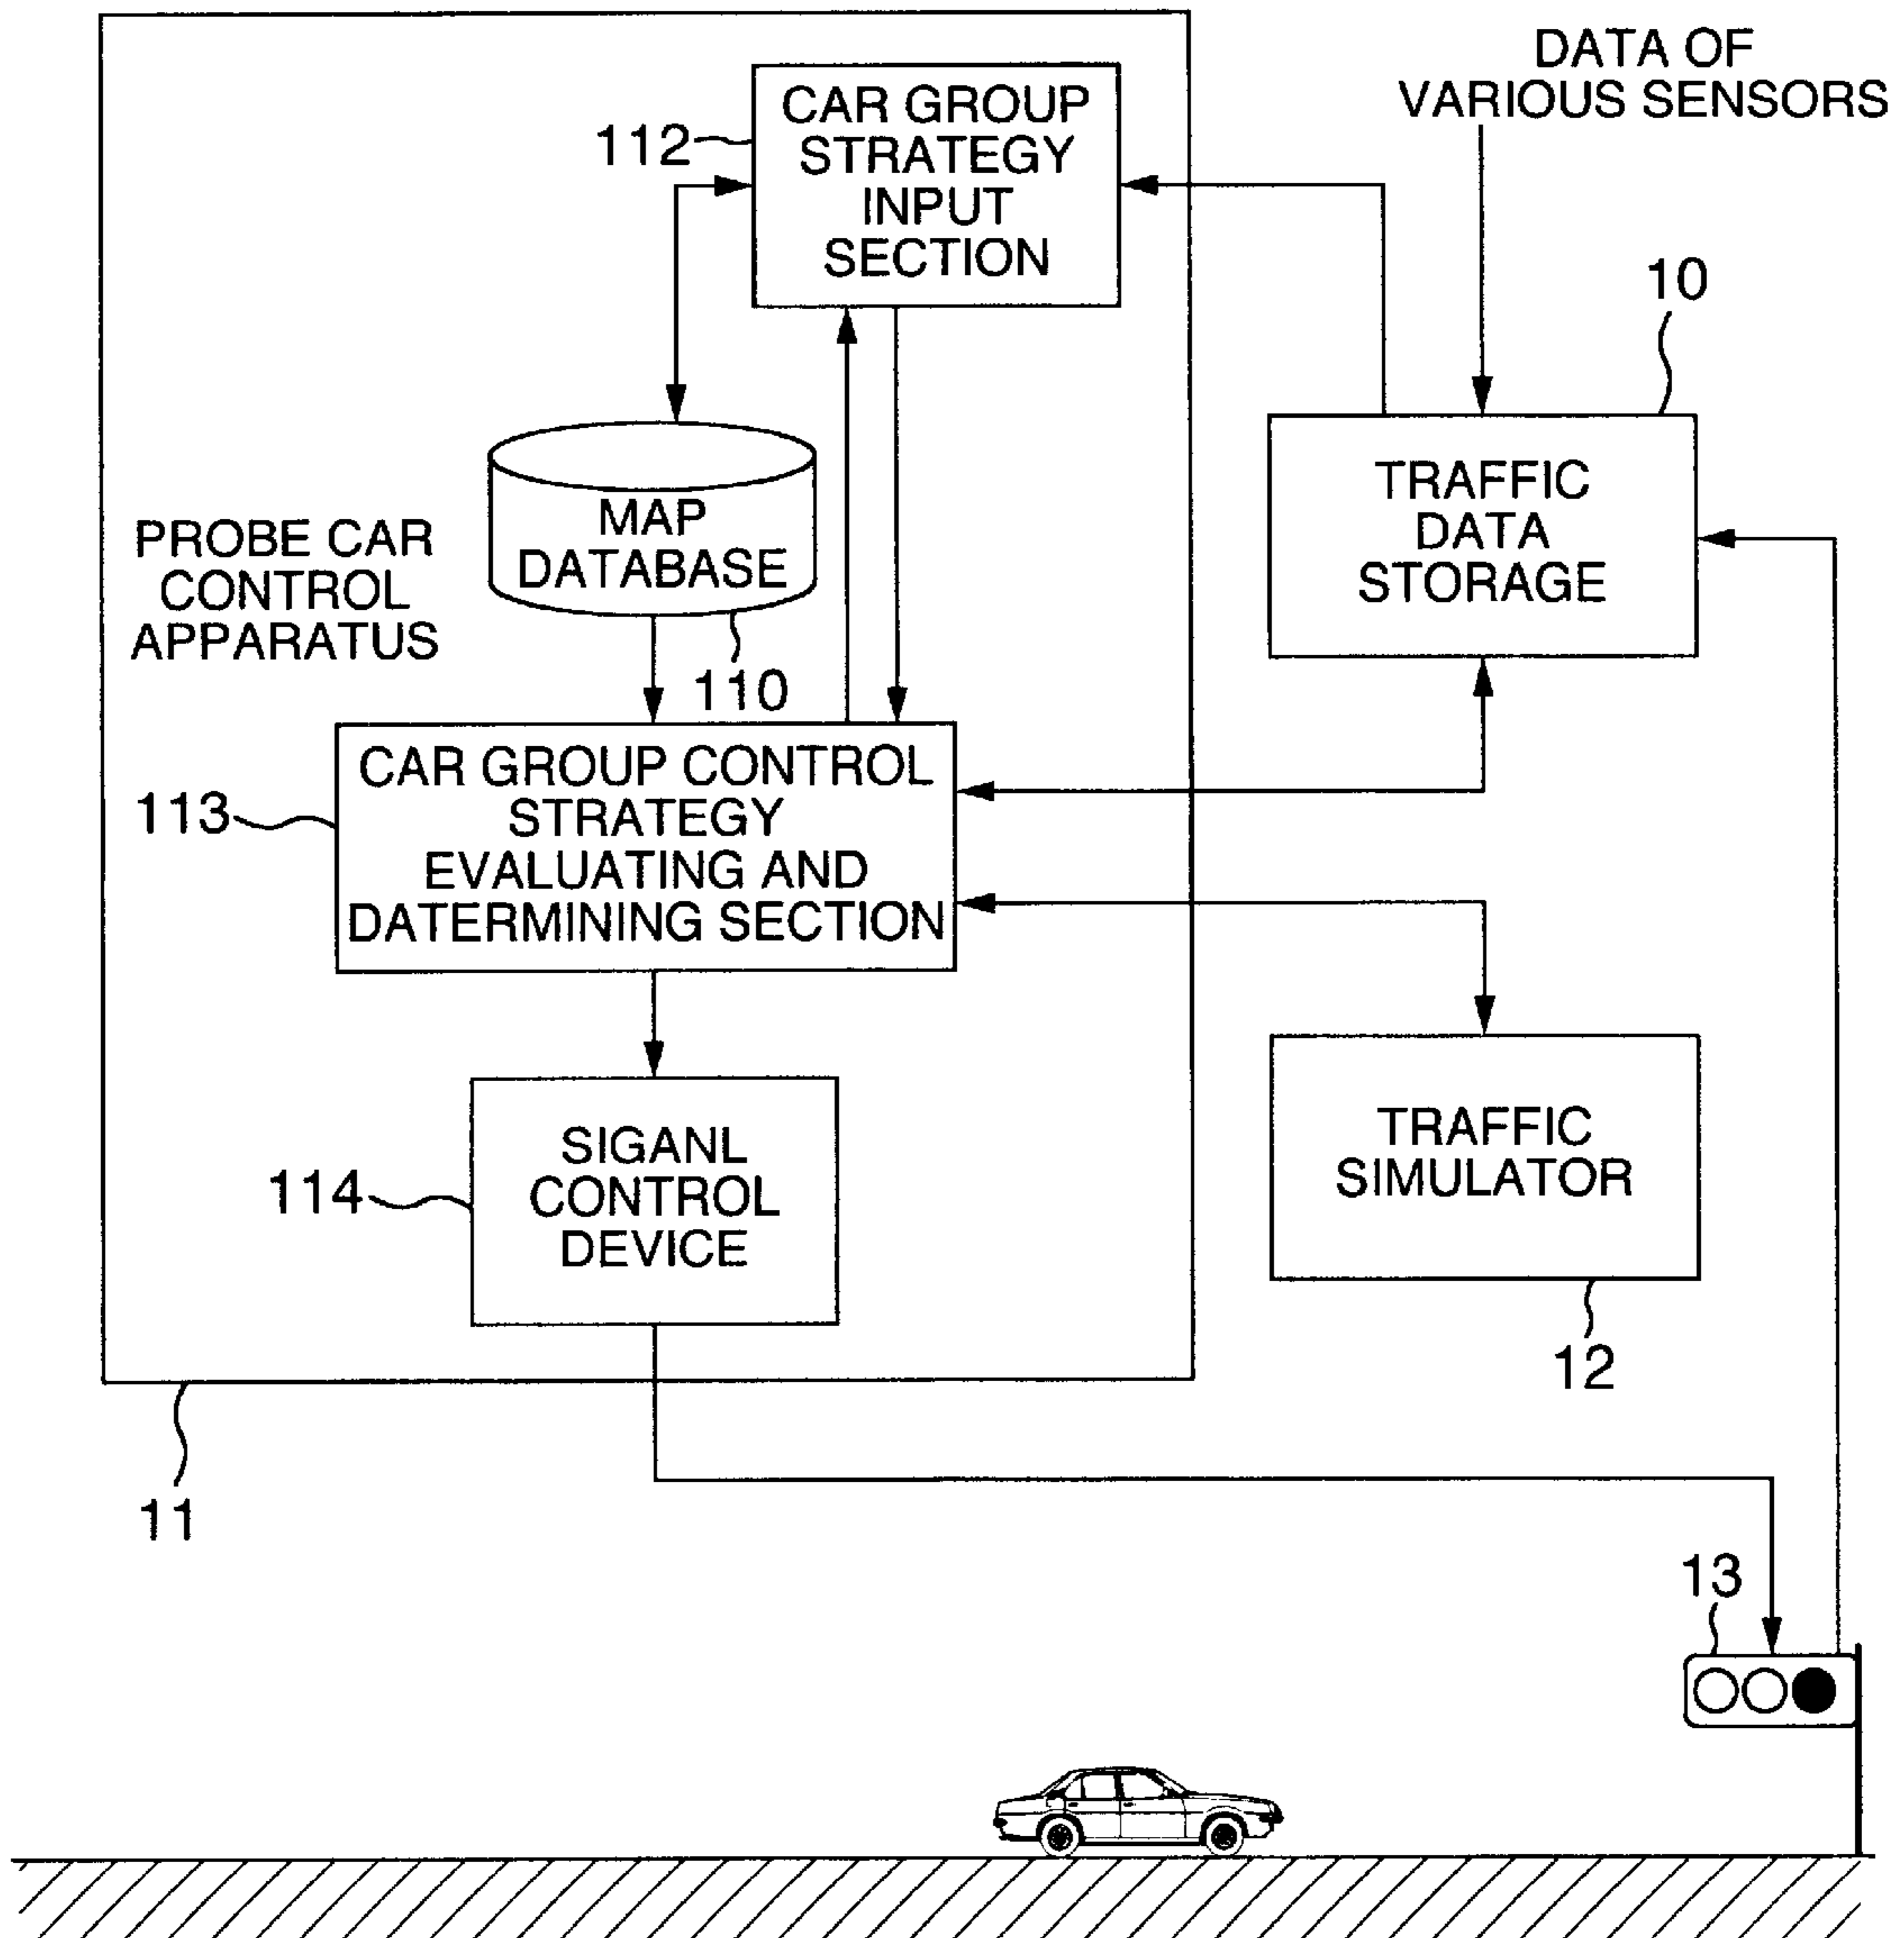 DATA OF
VARIOUS SENSORS
CAR GROUP
STRATEGY
INPUT
SECTION
112
10
TRAFFIC
DATA
STORAGE
MAP
DATABASE
PROBE CAR
CONTROL
APPARATUS
110
CAR GROUP CONTROL
STRATEGY
EVALUATING AND
DATERMINING SECTION
113
TRAFFIC
SIMULATOR
SIGANL
CONTROL
DEVICE
114
12
11
13